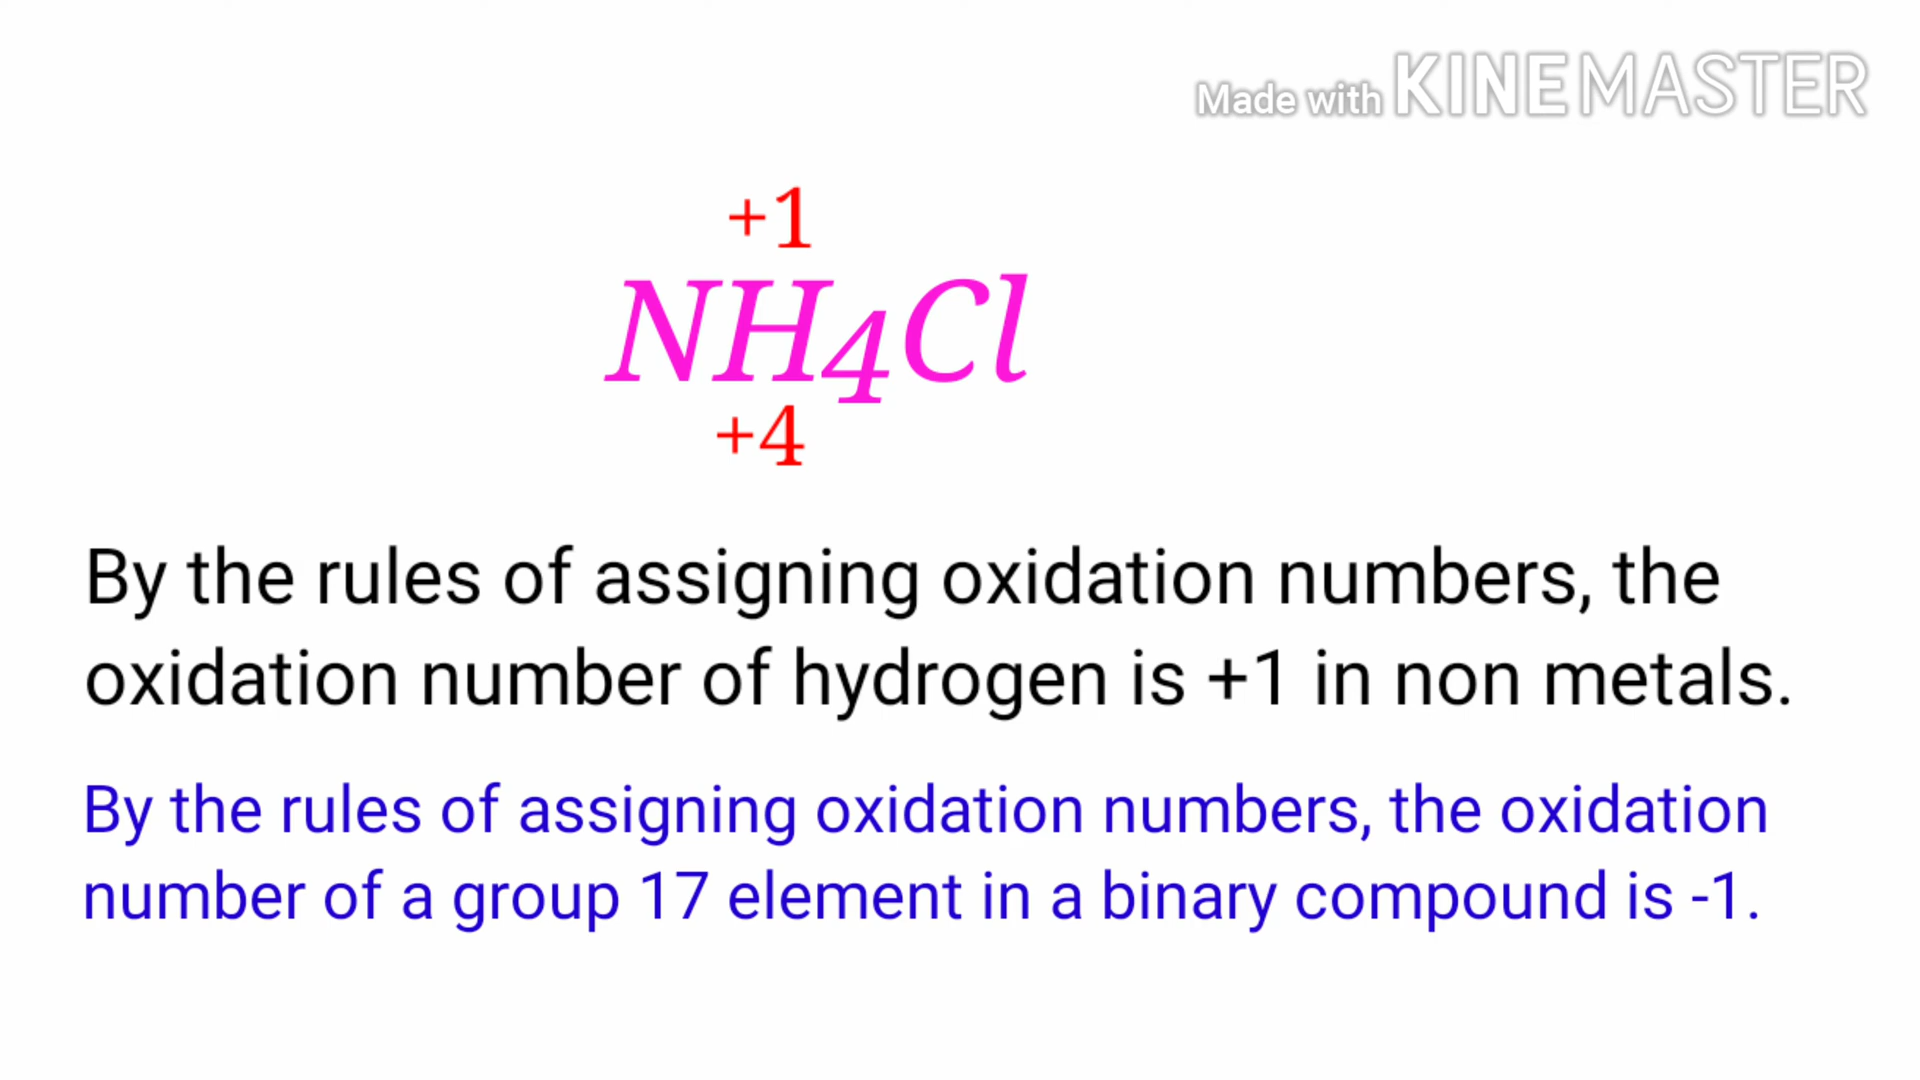 Made with KINEMASTER
+1
NH4Cl
+4
By the rules of assigning oxidation numbers, the
oxidation number of hydrogen is +1 in non metals.
By the rules of assigning oxidation numbers, the oxidation
number of a group 17 element in a binary compound is -1.